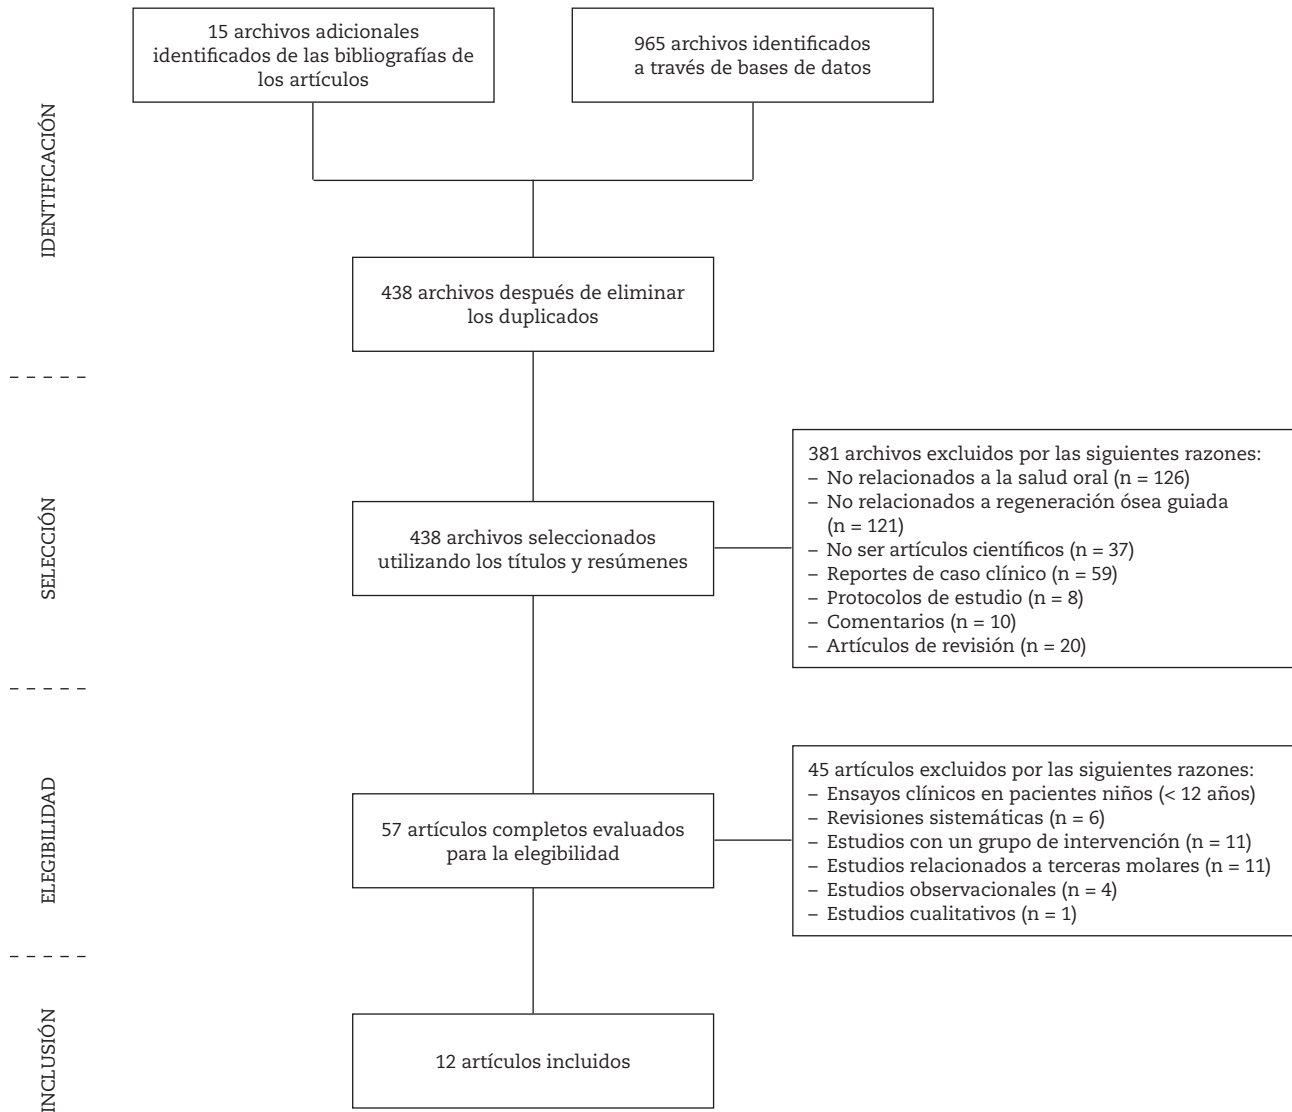 IDENTIFICACIÓN
15 archivos adicionales
identificados de las bibliografías de
los artículos
965 archivos identificados
a través de bases de datos
438 archivos después de eliminar
los duplicados
SELECCIÓN
438 archivos seleccionados
utilizando los títulos y resúmenes
381 archivos excluidos por las siguientes razones:
– No relacionados a la salud oral (n = 126)
– No relacionados a regeneración ósea guiada
(n = 121)
– No ser artículos científicos (n = 37)
– Reportes de caso clínico (n = 59)
– Protocolos de estudio (n = 8)
– Comentarios (n = 10)
– Artículos de revisión (n = 20)
ELEGIBILIDAD
57 artículos completos evaluados
para la elegibilidad
45 artículos excluidos por las siguientes razones:
– Ensayos clínicos en pacientes niños (< 12 años)
– Revisiones sistemáticas (n = 6)
– Estudios con un grupo de intervención (n = 11)
– Estudios relacionados a terceras molares (n = 11)
– Estudios observacionales (n = 4)
– Estudios cualitativos (n = 1)
INCLUSIÓN
12 artículos incluidos